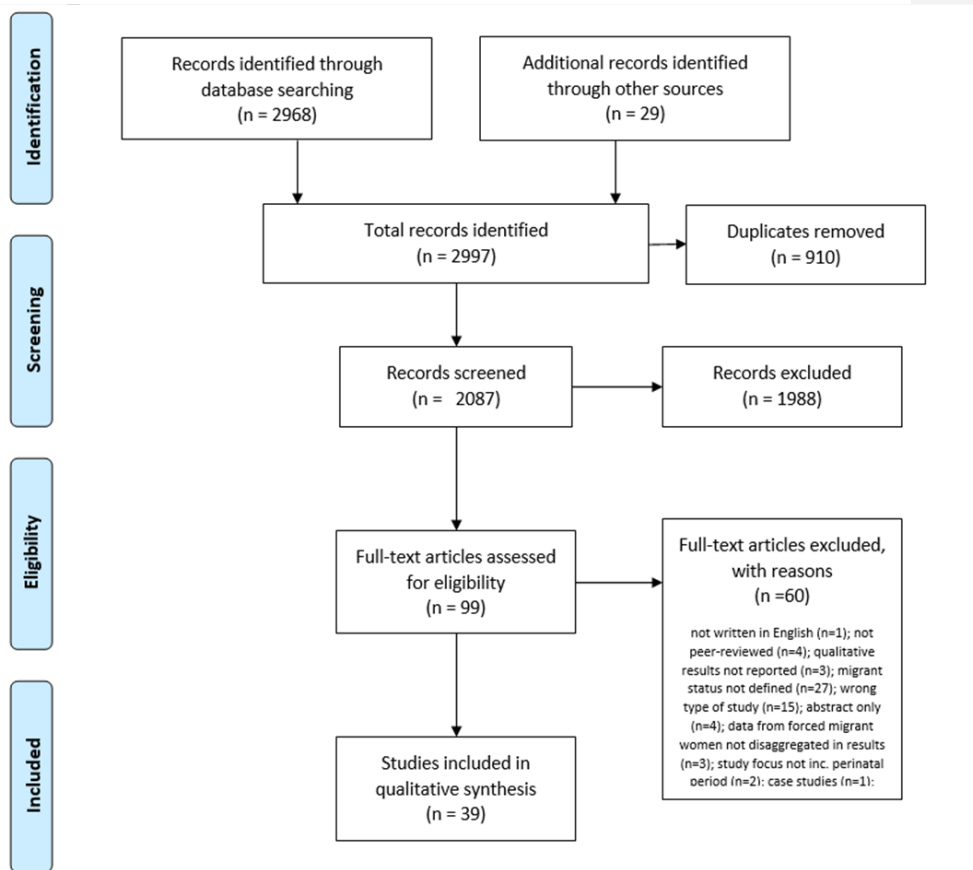 Identification
Records identified through
database searching
(n = 2968)
Additional records identified
through other sources
(n = 29)
Total records identified
(n = 2997)
Duplicates removed
(n = 910)
Screening
Records screened
(n =   2087)
Records excluded
(n = 1988)
Eligibility
Full-text articles assessed
for eligibility
(n = 99)
Full-text articles excluded,
with reasons
(n =60)
not written in English (n=1); not
peer-reviewed (n=4); qualitative
results not reported (n=3); migrant
status not defined (n=27); wrong
type of study (n=15); abstract only
(n=4); data from forced migrant
women not disaggregated in results
(n=3); study focus not inc. perinatal
period (n=2); case studies (n=1);
Included
Studies included in
qualitative synthesis
(n = 39)